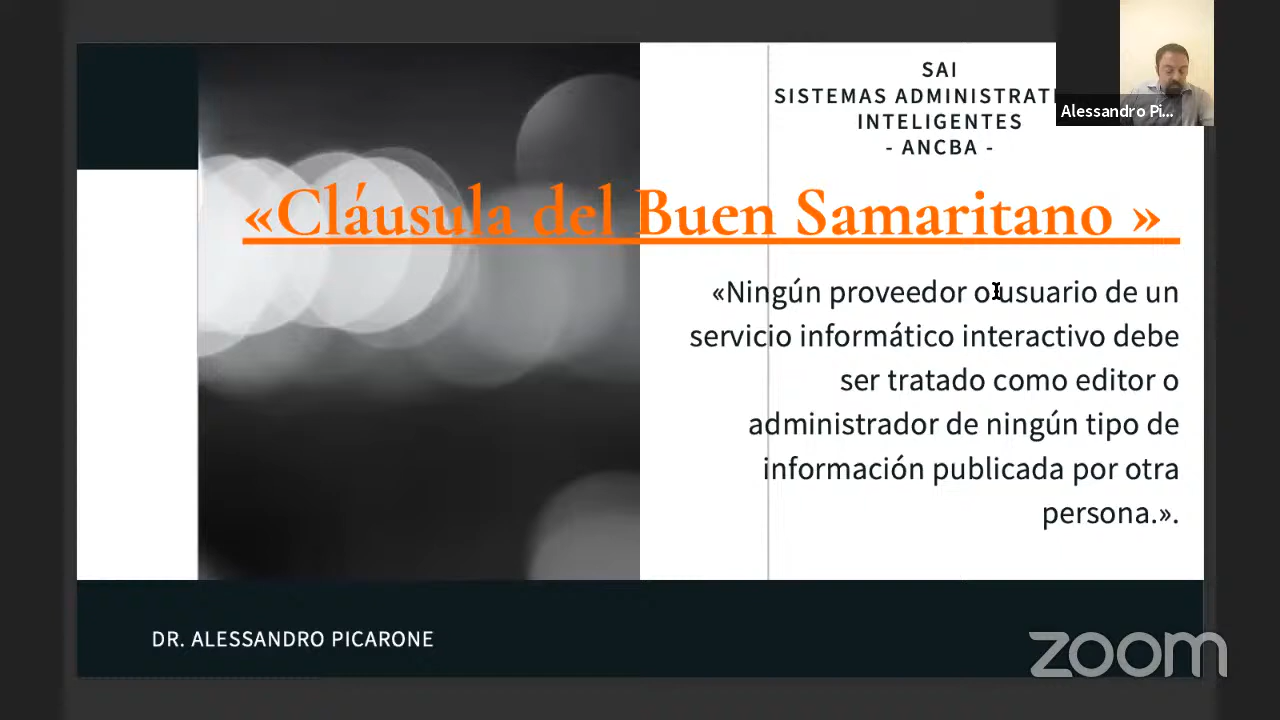 SAI
SISTEMAS ADMINISTRATI
INTELIGENTES
- ANCBA -
Alessandro Pi...
«Cláusula del Buen Samaritano »
«Ningún proveedor o usuario de un
servicio informático interactivo debe
ser tratado como editor o
administrador de ningún tipo de
información publicada por otra
persona.».
DR. ALESSANDRO PICARONE
zoom